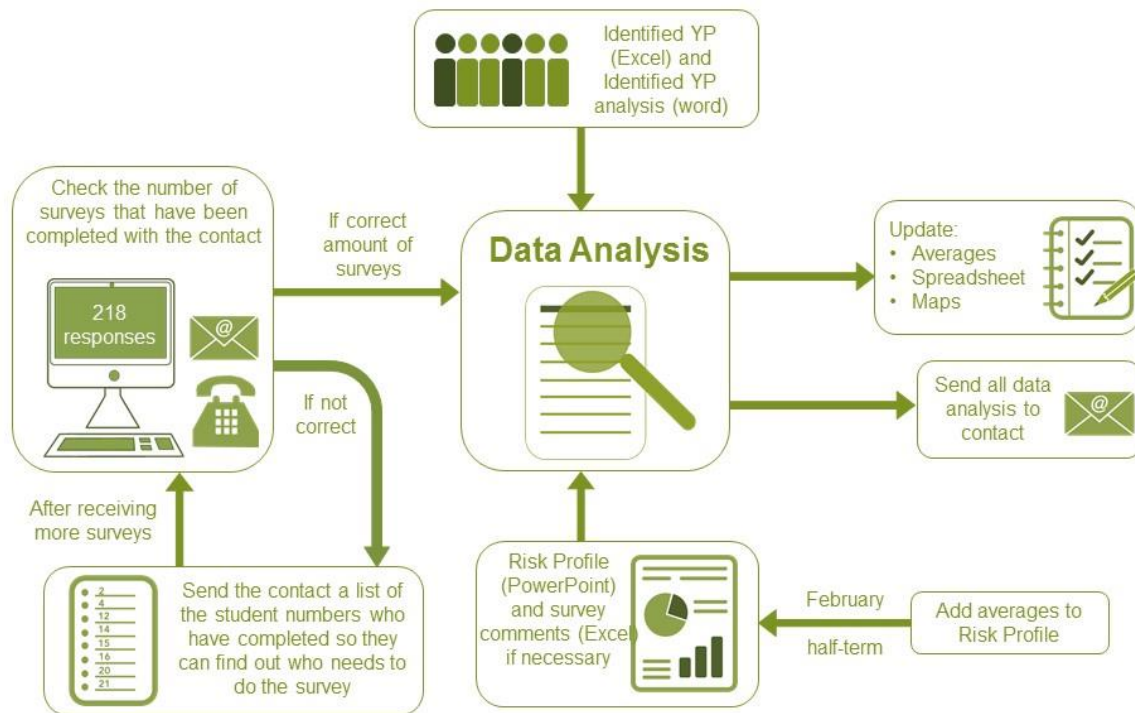 Identified YP
(Excel) and
Identified YP
analysis (word)
Check the number of
surveys that have been
completed with the contact
218
responses
@
If correct
amount of
surveys
If not
correct
Data Analysis
Update:
• Averages
• Spreadsheet
• Maps
Send all data
analysis to
contact
@
After receiving
more surveys
2
4
12
14
15
16
20
21
Send the contact a list of
the student numbers who
have completed so they
can find out who needs to
do the survey
Risk Profile
(PowerPoint)
and survey
comments (Excel)
if necessary
February
half-term
Add averages to
Risk Profile